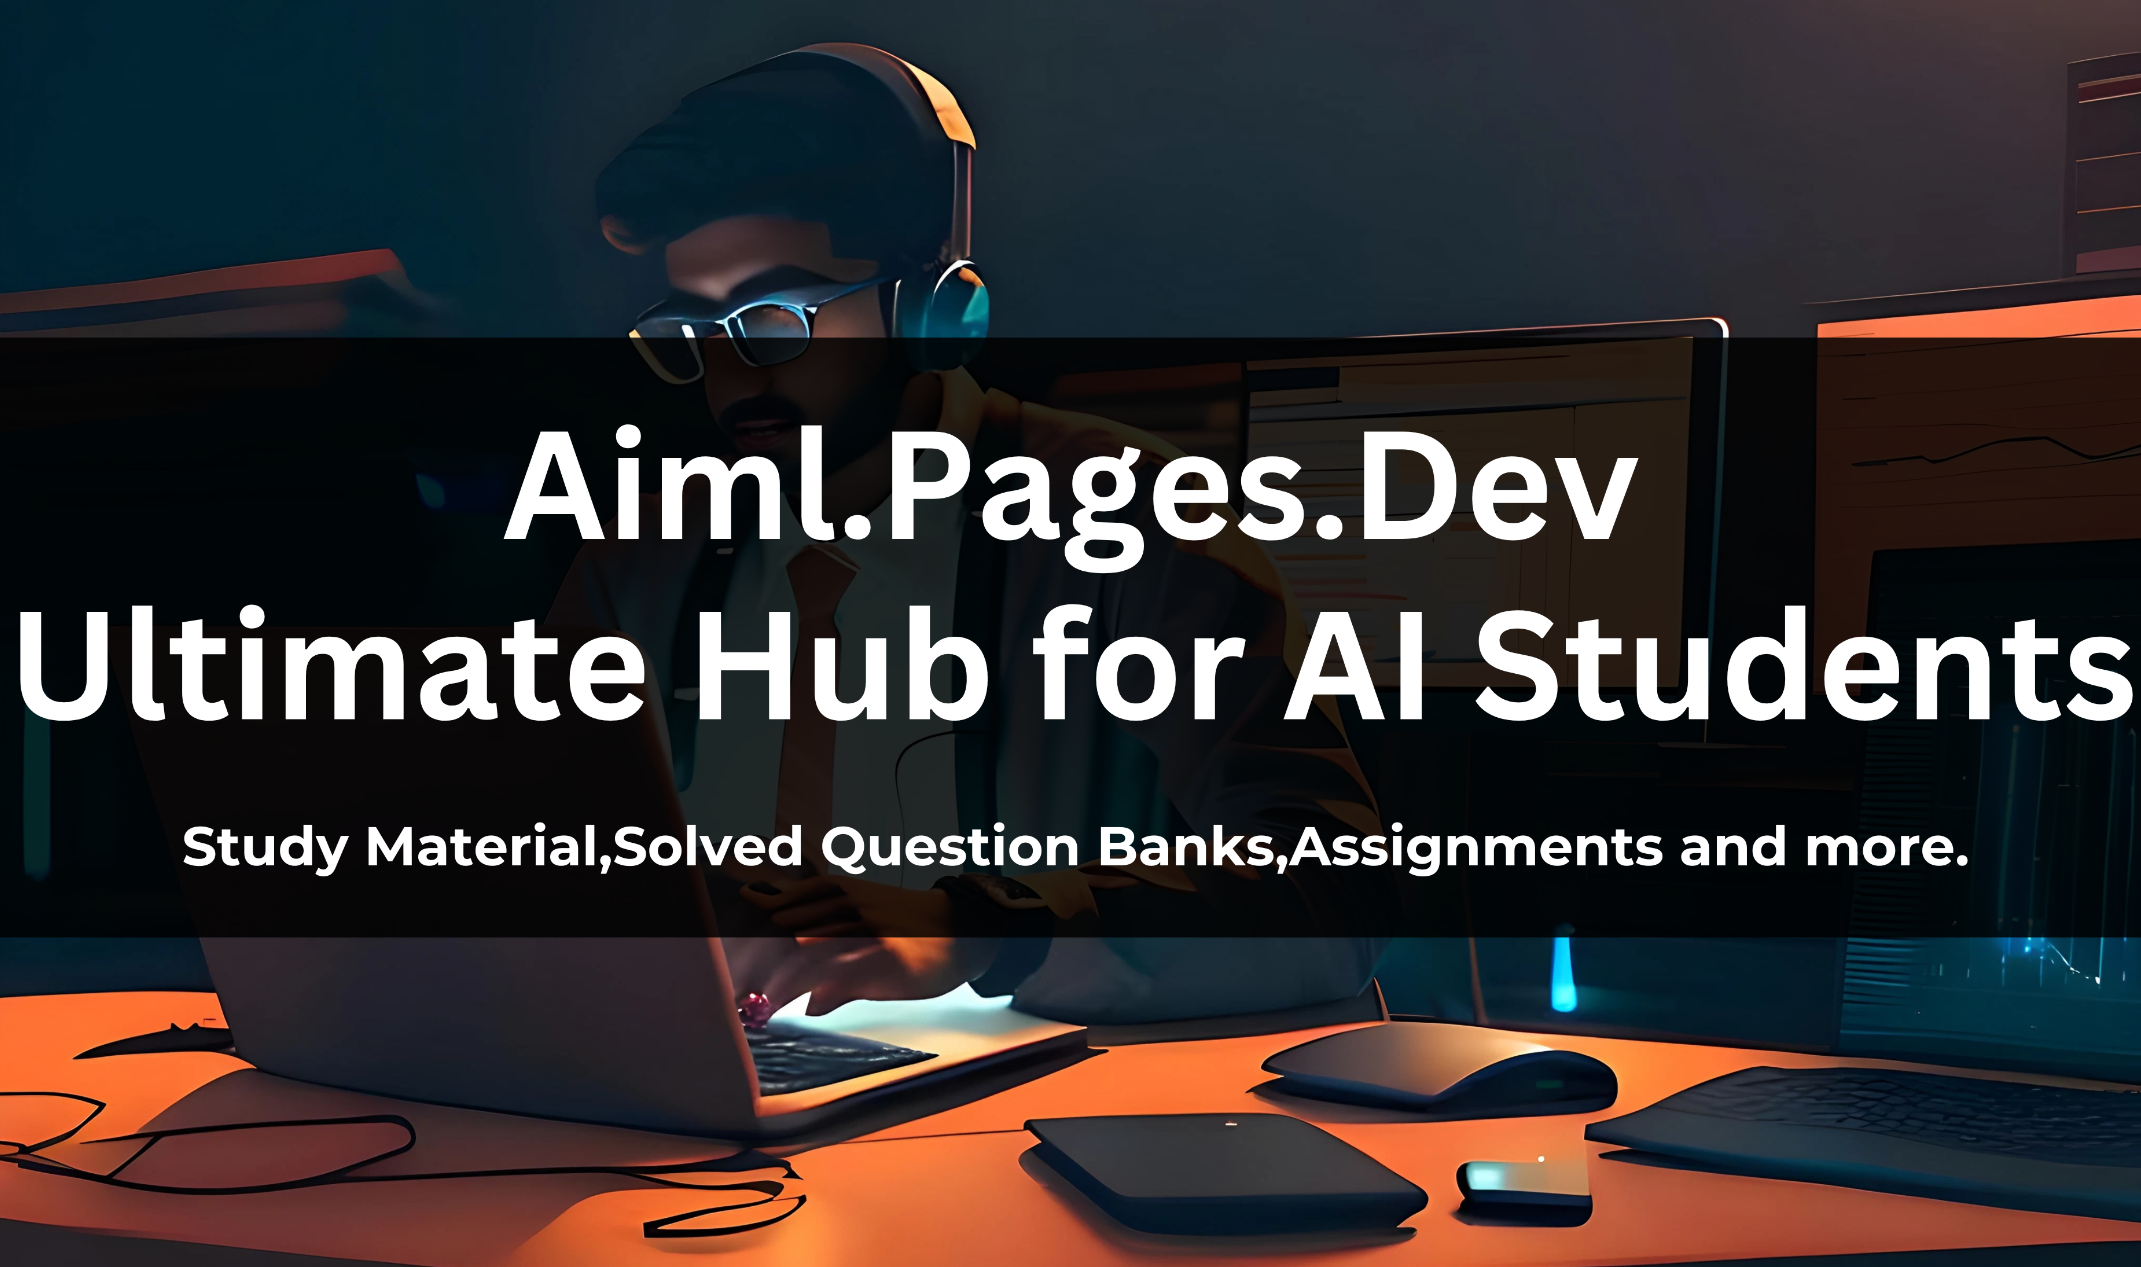 Aiml.Pages.Dev
Ultimate Hub for AI Students
Study Material,Solved Question Banks,Assignments and more.